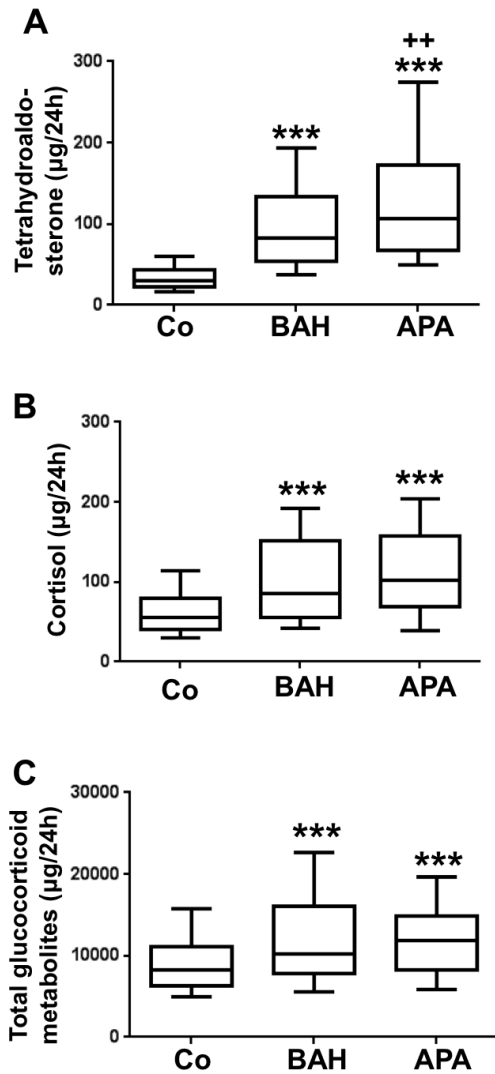 A
Tetrahydroaldo-
sterone (µg/24h)
300
200
100
0
***
++
***
Co BAH APA
B
Cortisol (µg/24h)
300
200
100
0
***
***
Co BAH APA
C
Total glucocorticoid
metabolites (µg/24h)
30000
20000
10000
0
***
***
Co BAH APA